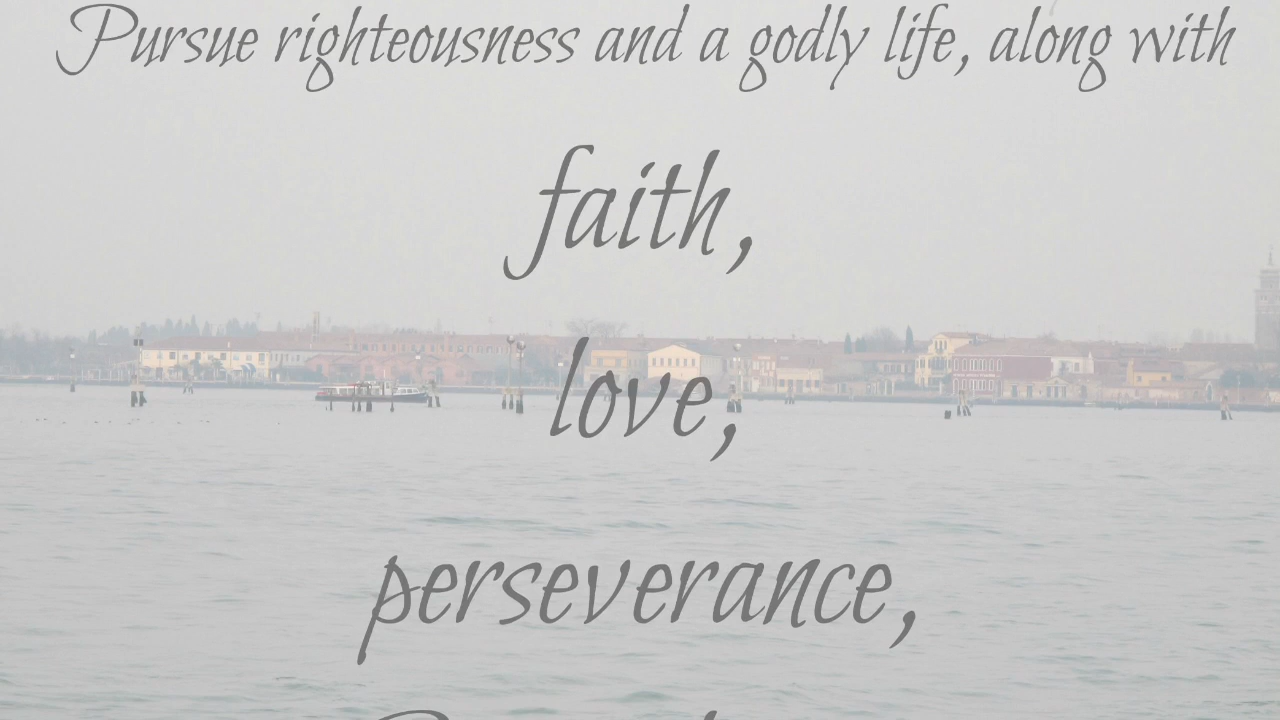 Pursue righteousness and a godly life, along with
faith,
love,
perseverance,